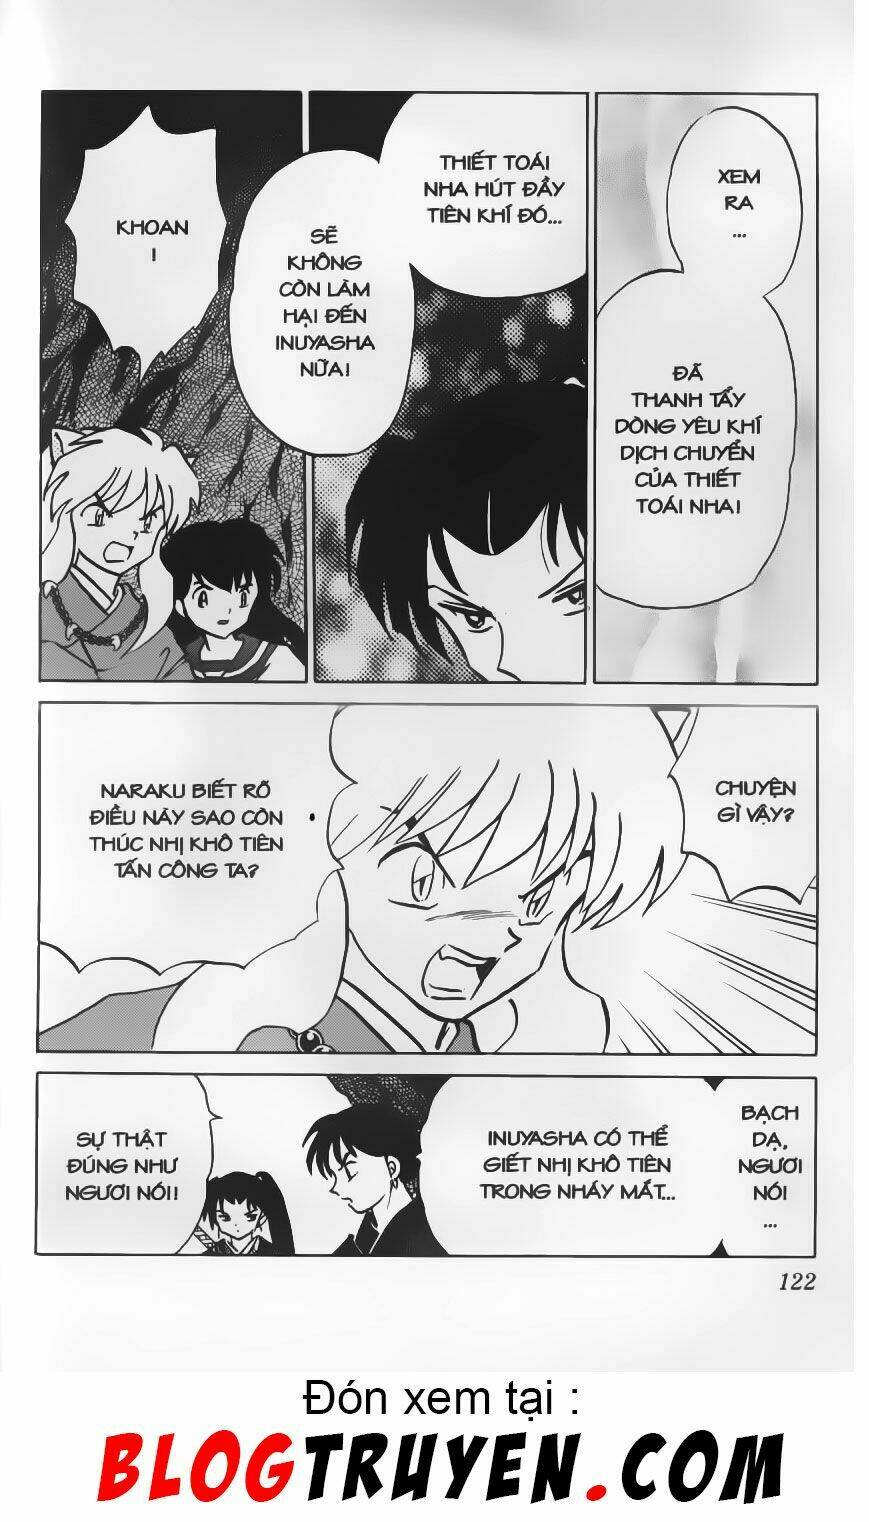 XEM
RA
...
ĐÃ
THANH TẨY
DÒNG YÊU KHÍ
DỊCH CHUYỂN
CỦA THIẾT
TOÁI NHA!
THIẾT TOÁI
NHA HÚT ĐẦY
TIÊN KHÍ ĐÓ...
SẼ
KHÔNG
CÒN LÀM
HẠI ĐẾN
INUYASHA
NỮA!
KHOAN
!
CHUYỆN
GÌ VẬY?
NARAKU BIẾT RÕ
ĐIỀU NÀY SAO CÒN
THÚC NHỊ KHÔ TIÊN
TẤN CÔNG TA?
BẠCH
DẠ,
NGƯƠI
NÓI
...
INUYASHA CÓ THỂ
GIẾT NHỊ KHÔ TIÊN
TRONG NHÁY MẮT...
SỰ THẬT
ĐÚNG NHƯ
NGƯƠI NÓI!
122
Đón xem tại :
BLOGTRUYEN.COM